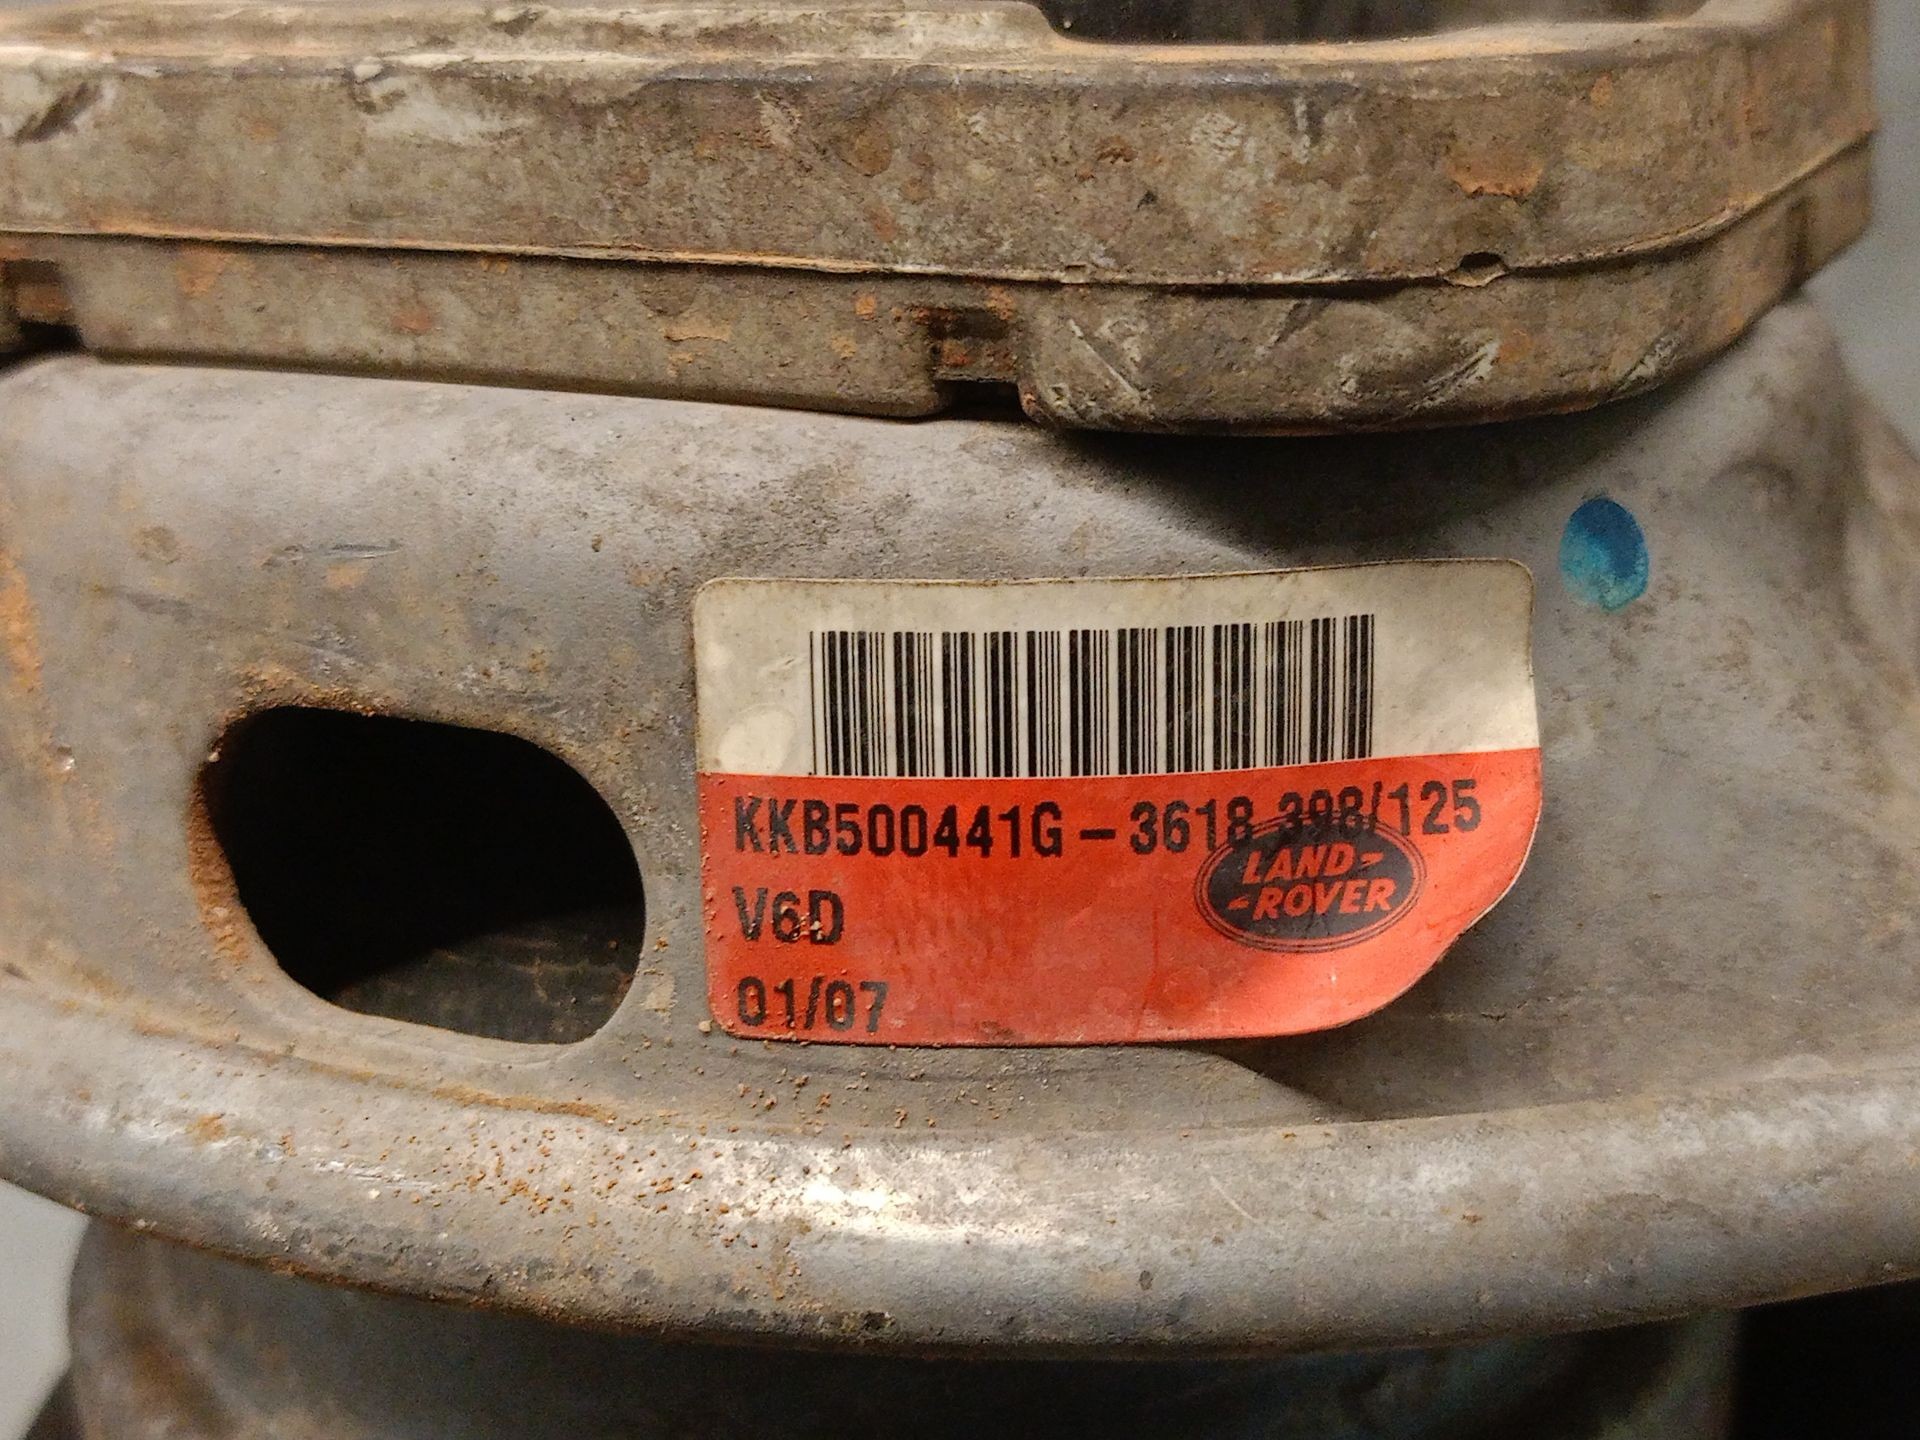 KKB500441G-3618 398/125
LAND-
-ROVER
V6D
01/07